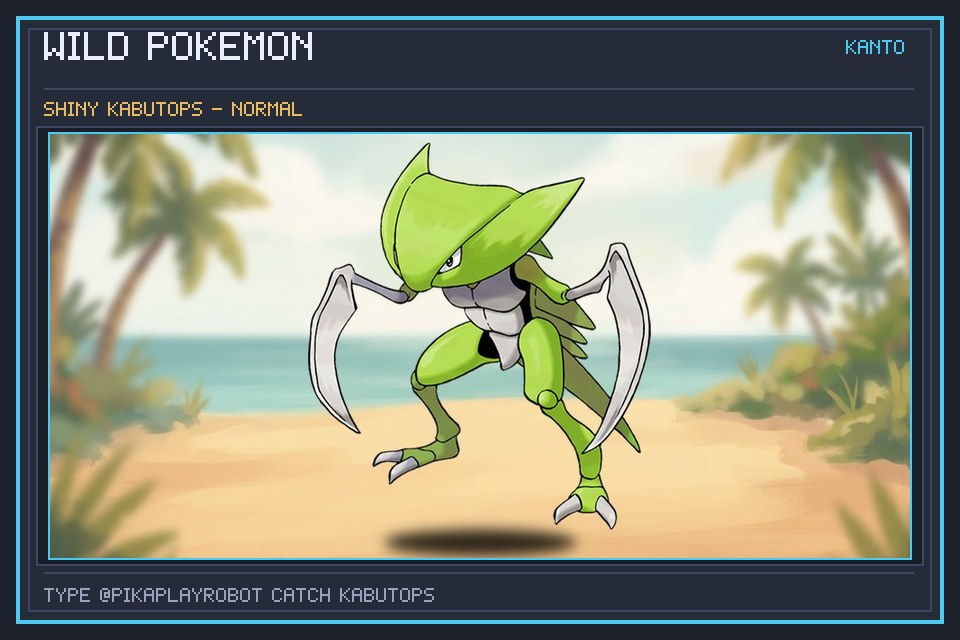 WILD POKEMON
KANTO
SHINY KABUTOPS - NORMAL
TYPE @PIKAPLAYROBOT CATCH KABUTOPS